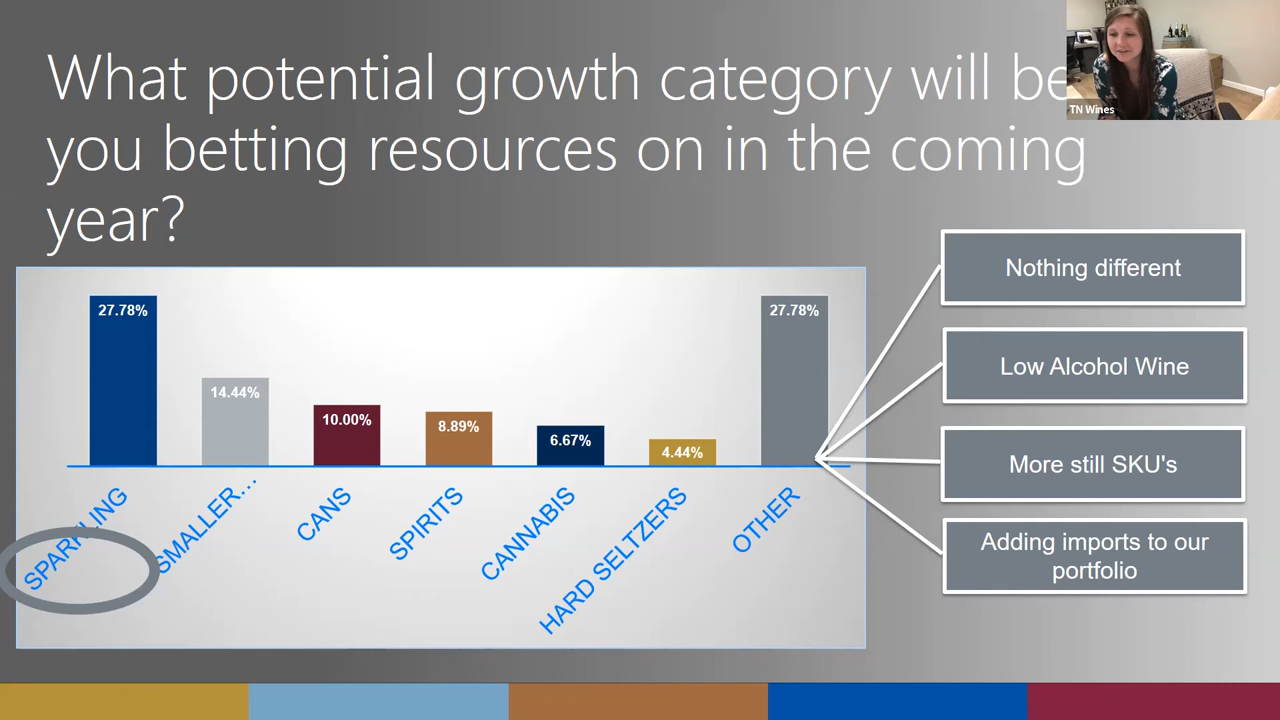 What potential growth category will be
you betting resources on in the coming
year?
TN Wines
27.78%
14.44%
10.00%
8.89%
6.67%
4.44%
27.78%
SPARKLING
SMALLER...
CANS
SPIRITS
CANNABIS
HARD SELTZERS
OTHER
Nothing different
Low Alcohol Wine
More still SKU's
Adding imports to our
portfolio